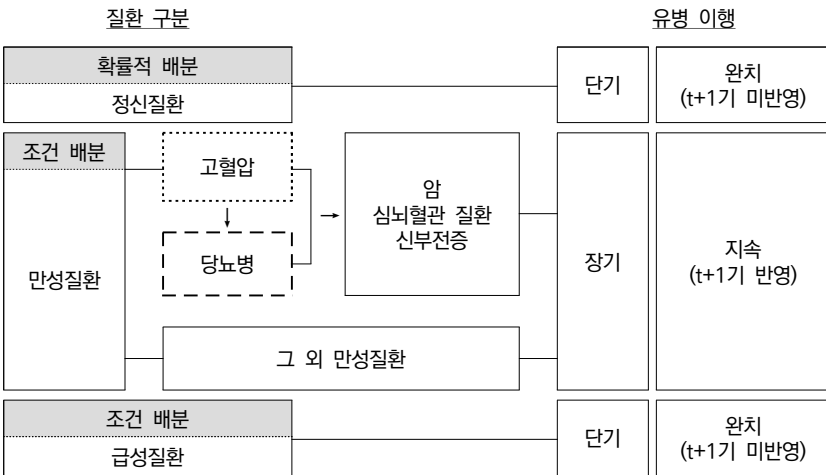 질환 구분
유병 이행
확률적 배분
정신질환
단기
완치
(t+1기 미반영)
조건 배분
만성질환
고혈압
당뇨병
암
심뇌혈관 질환
신부전증
그 외 만성질환
장기
지속
(t+1기 반영)
조건 배분
급성질환
단기
완치
(t+1기 미반영)